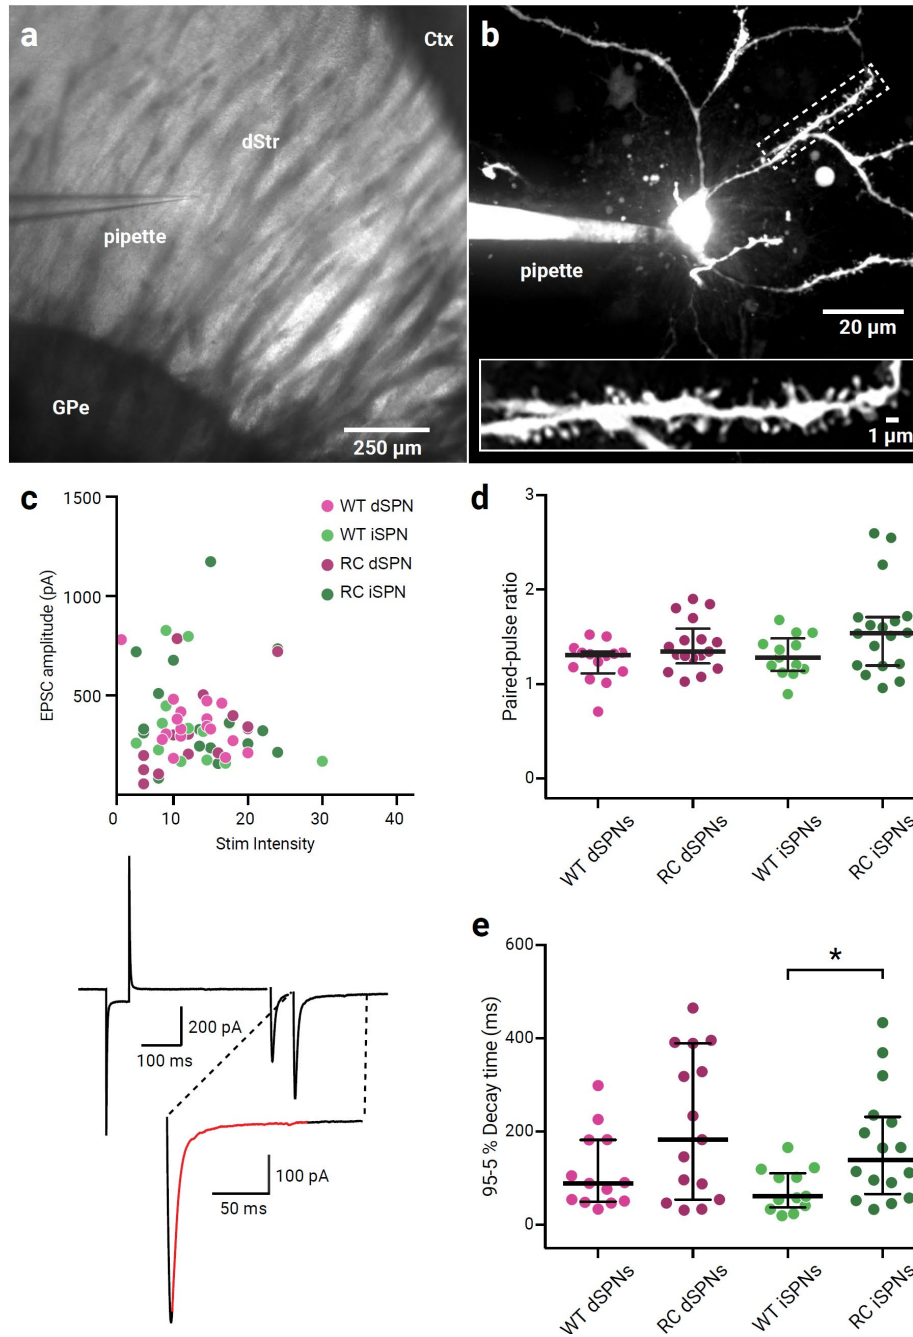 a
Ctx
dStr
pipette
GPe
250 µm
b
pipette
20 µm
1 µm
c
1500
1000
500
EPSC amplitude (pA)
0
10
20
30
40
Stim Intensity
WT dSPN
WT iSPN
RC dSPN
RC iSPN
200 pA
100 ms
100 pA
50 ms
d
3
2
1
0
Paired-pulse ratio
WT dSPNs
RC dSPNs
WT iSPNs
RC iSPNs
e
600
400
200
0
95-5 % Decay time (ms)
*
WT dSPNs
RC dSPNs
WT iSPNs
RC iSPNs